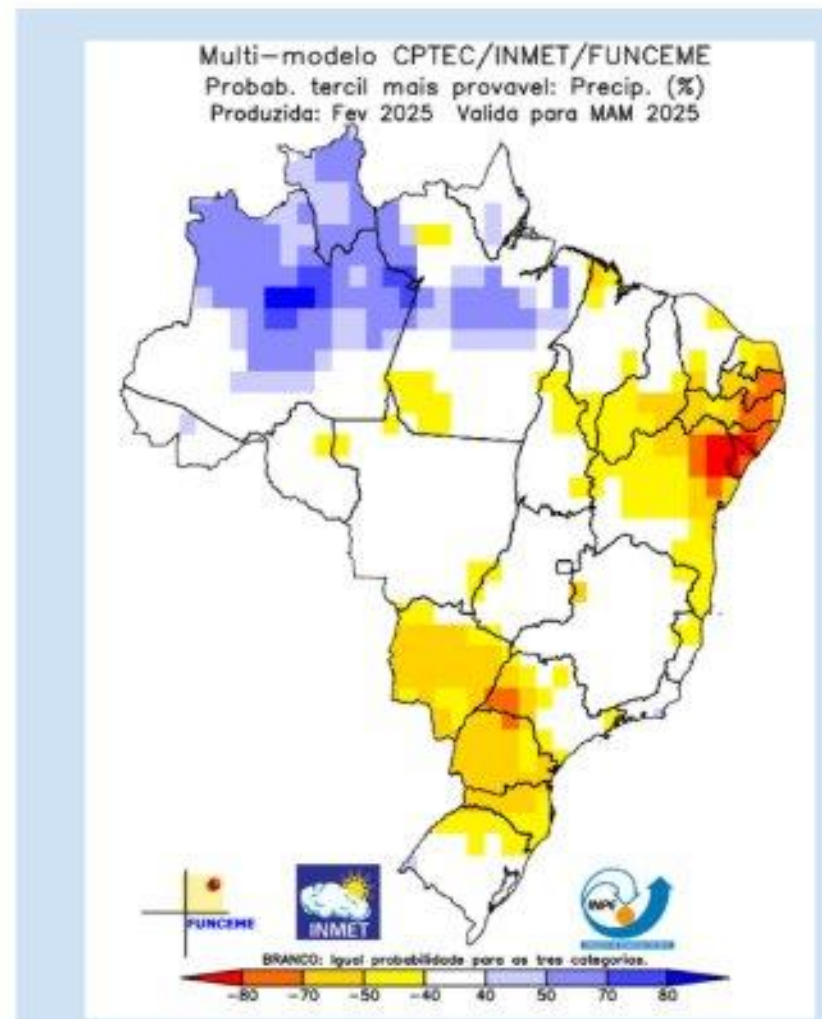 Multi-modelo CPTEC/INMET/FUNCEME
Probab. tercil mais provavel: Precip. (%)
Produzida: Fev 2025 Valida para MAM 2025
FUNCEME
INMET
INPE
BRANCO: Igual probabilidade para as tres categorias.
-80 -70 -50 -40 40 50 70 80